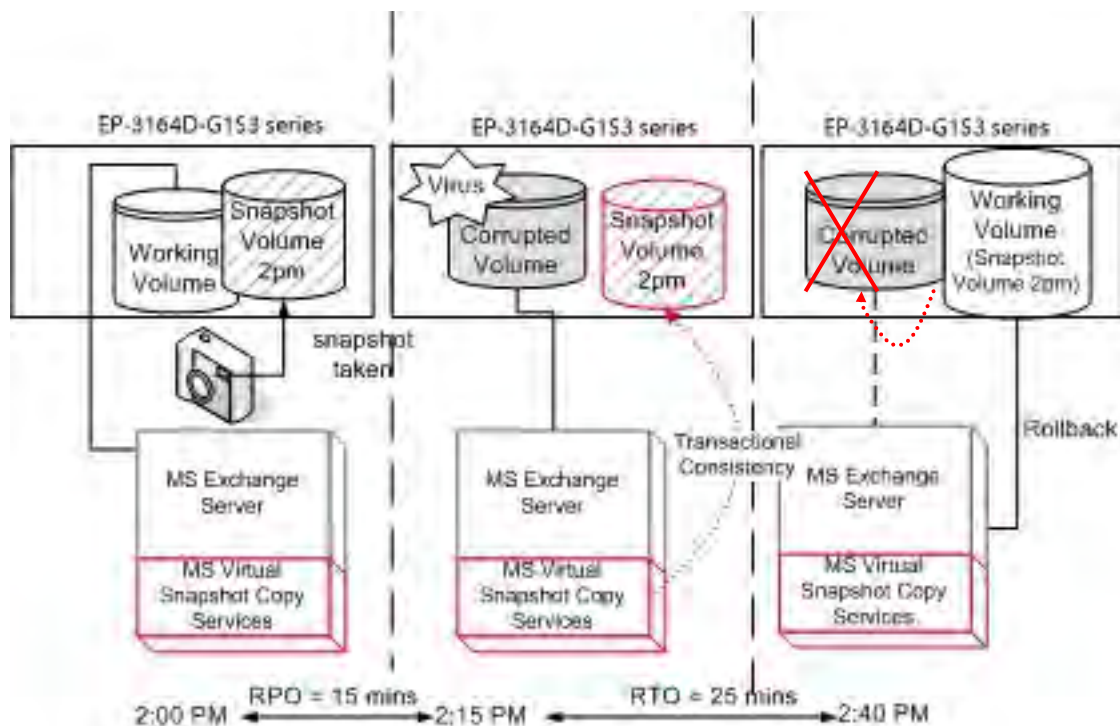 EP-3164D-G1S3 series
Snapshot
Volume
2pm
Working
Volume
snapshot
taken
MS Exchange
Server
MS Virtual
Snapshot Copy
Services
EP-3164D-G1S3 series
Virus
Corrupted
Volume
Snapshot
Volume
2pm
Transactional
Consistency
MS Exchange
Server
MS Virtual
Snapshot Copy
Services
EP-3164D-G1S3 series
Corrupted
Volume
Working
Volume
(Snapshot
Volume 2pm)
Rollback
MS Exchange
Server
MS Virtual
Snapshot Copy
Services
RPO = 15 mins
RTO = 25 mins
2:00 PM
2:15 PM
2:40 PM